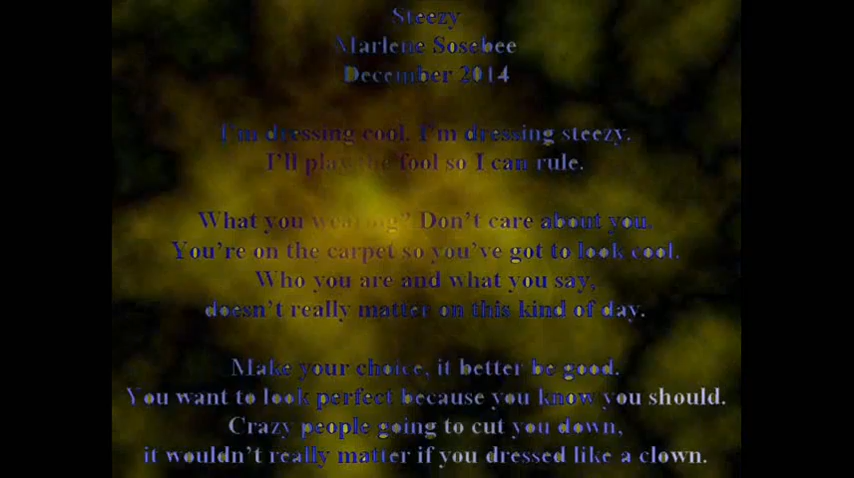 Steezy
Marlene Sosebee
December 2014
I'm dressing cool. I'm dressing steezy.
I'll play the fool so I can rule.
What you wearing? Don't care about you.
You're on the carpet so you've got to look cool.
Who you are and what you say,
doesn't really matter on this kind of day.
Make your choice, it better be good.
You want to look perfect because you know you should.
Crazy people going to cut you down,
it wouldn't really matter if you dressed like a clown.